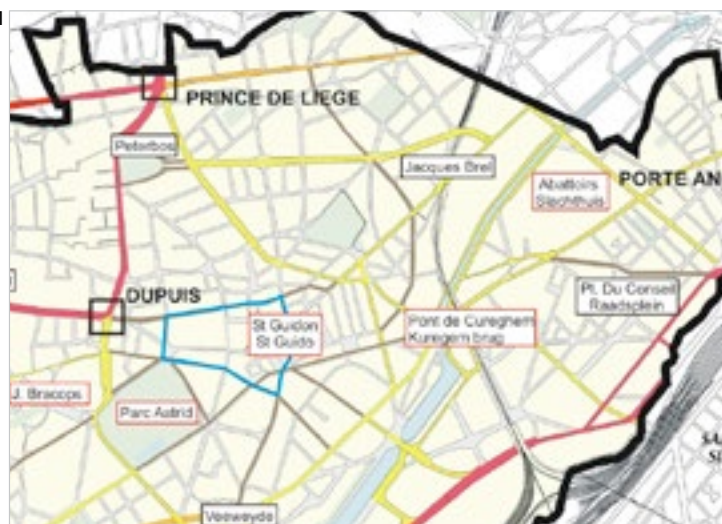 PRINCE DE LIEGE
Peterbos
Jacques Brel
Abattoirs
Slachthuis
PORTE AN
DUPUIS
Pl. Du Conseil
Raadsplein
St Guidon
St Guido
Pont de Cureghem
Kuregem brug
J. Bracops
Parc Astrid
Veeweyde